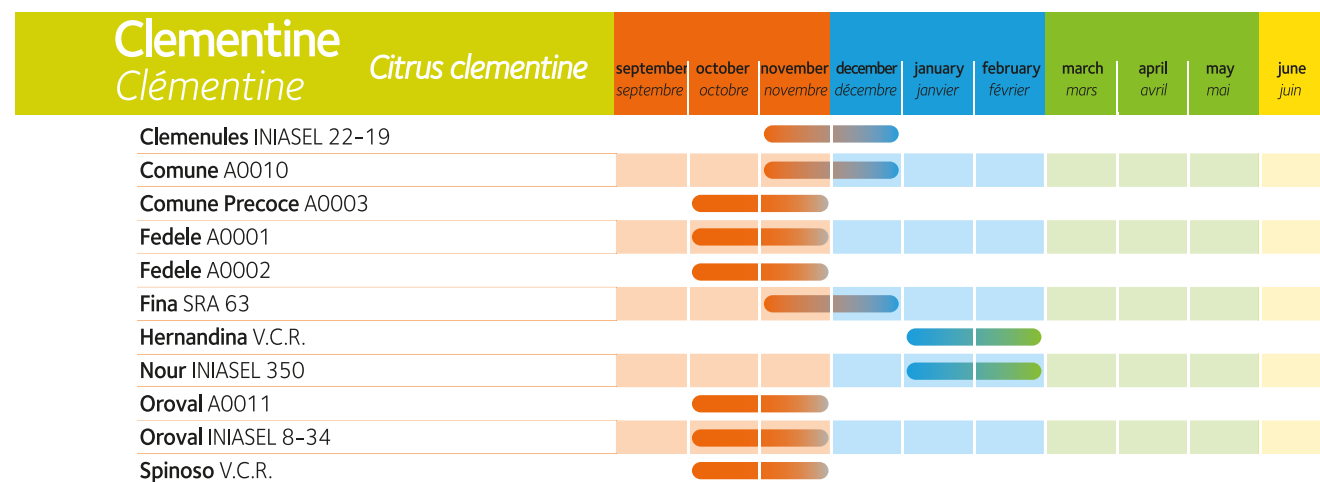 Clementine
Clémentine
Citrus clementine
september october november december january february march april may june
septembre octobre novembre décembre janvier février mars avril mai juin
Clemenules INIASEL 22-19
Comune A0010
Comune Precoce A0003
Fedele A0001
Fedele A0002
Fina SRA 63
Hernandina V.C.R.
Nour INIASEL 350
Oroval A0011
Oroval INIASEL 8-34
Spinoso V.C.R.